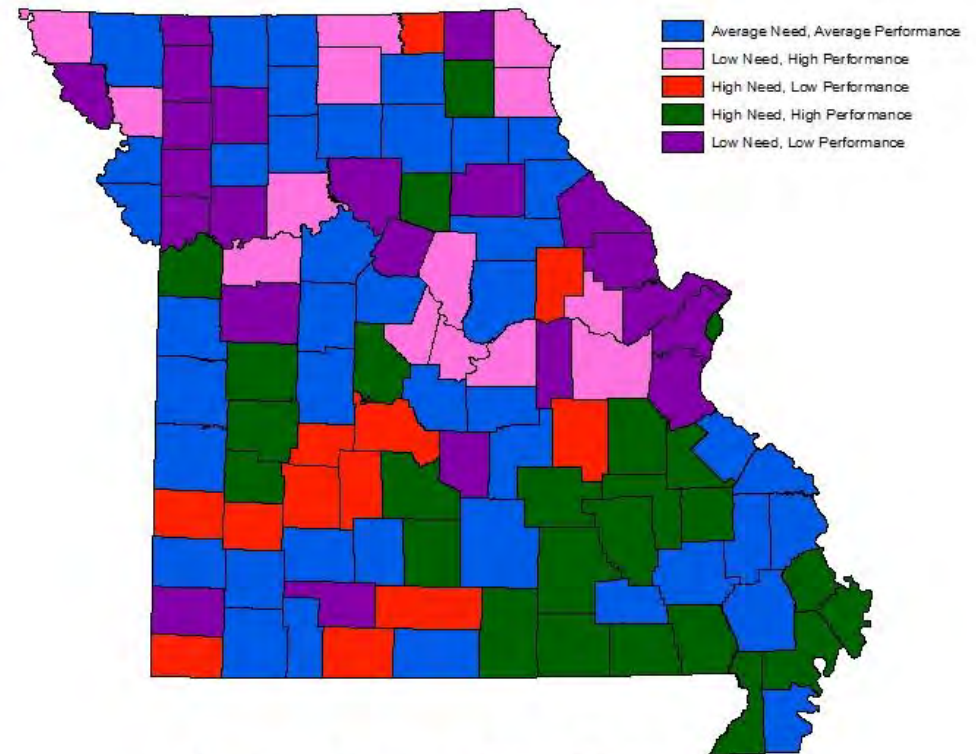 Average Need, Average Performance
Low Need, High Performance
High Need, Low Performance
High Need, High Performance
Low Need, Low Performance